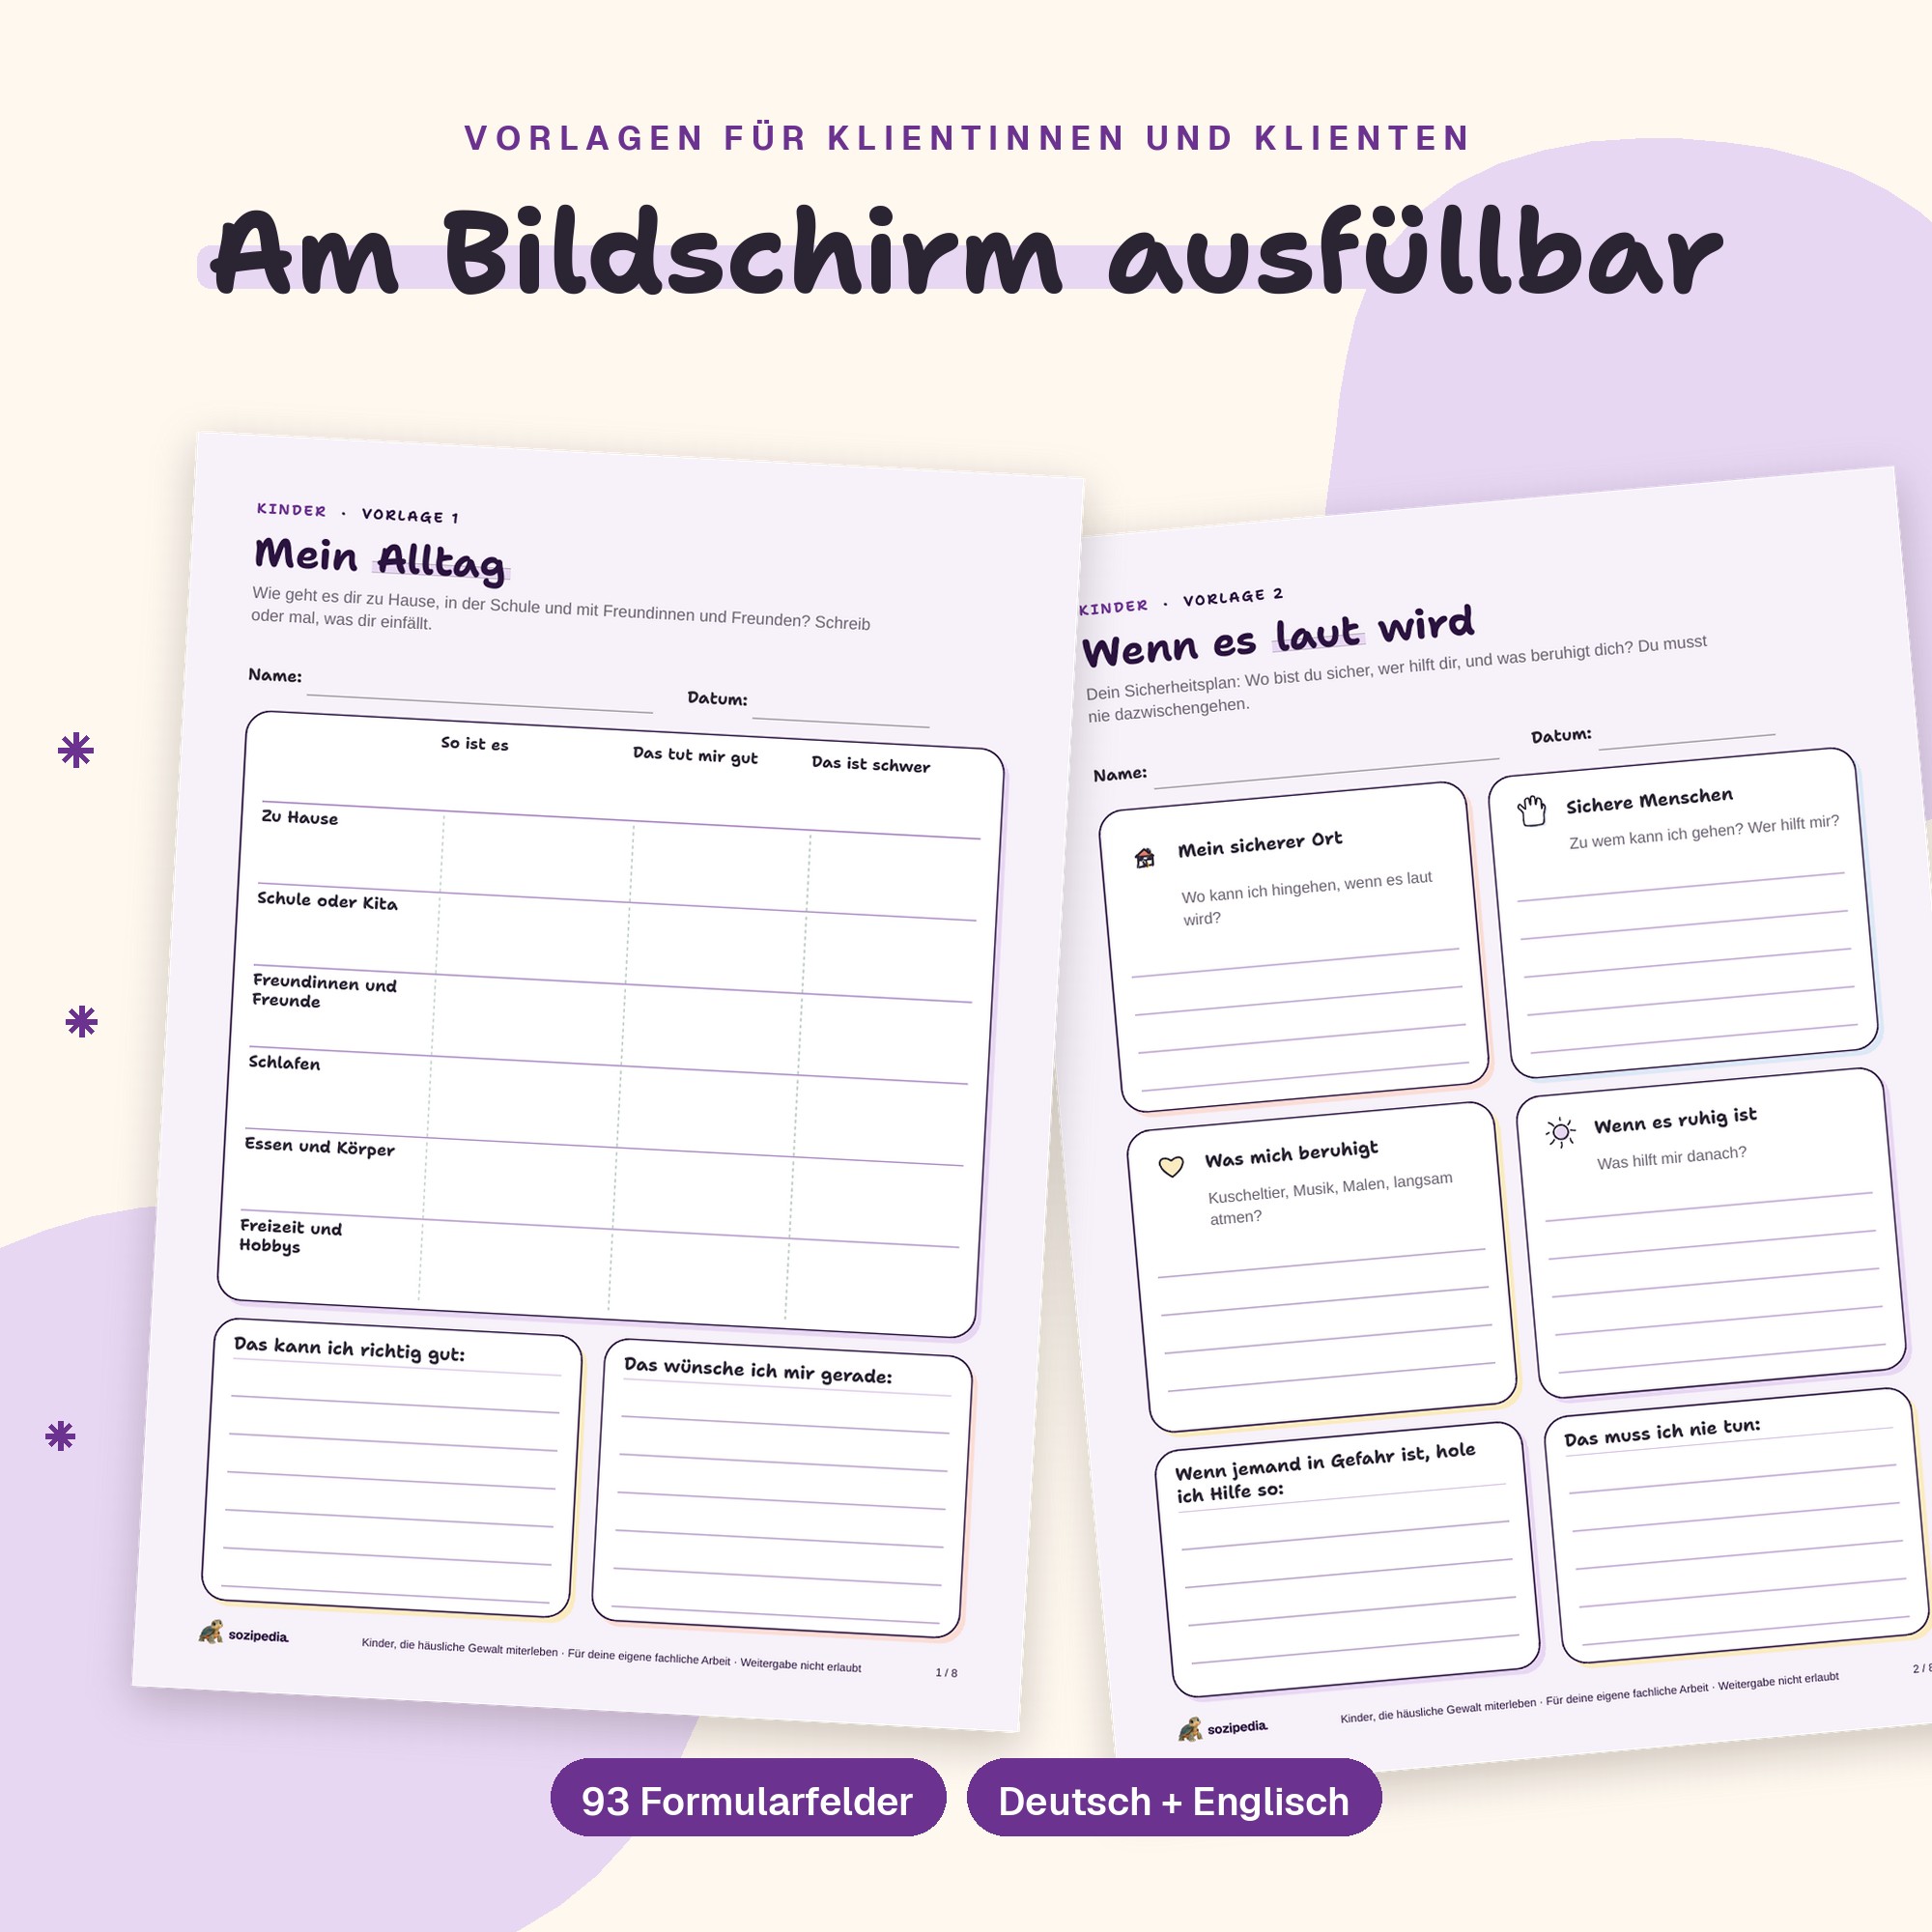 VORLAGEN FÜR KLIENTINNEN UND KLIENTEN
Am Bildschirm ausfüllbar
KINDER · VORLAGE 1
Mein Alltag
Wie geht es dir zu Hause, in der Schule und mit Freundinnen und Freunden? Schreib
oder mal, was dir einfällt.
Name:
Datum:
So ist es
Das tut mir gut
Das ist schwer
Zu Hause
Schule oder Kita
Freundinnen und
Freunde
Schlafen
Essen und Körper
Freizeit und
Hobbys
Das kann ich richtig gut:
Das wünsche ich mir gerade:
sozipedia.
Kinder, die häusliche Gewalt miterleben · Für deine eigene fachliche Arbeit · Weitergabe nicht erlaubt
1 / 8
KINDER · VORLAGE 2
Wenn es laut wird
Dein Sicherheitsplan: Wo bist du sicher, wer hilft dir, und was beruhigt dich? Du musst
nie dazwischengehen.
Name:
Datum:
Mein sicherer Ort
Wo kann ich hingehen, wenn es laut
wird?
Sichere Menschen
Zu wem kann ich gehen? Wer hilft mir?
Was mich beruhigt
Kuscheltier, Musik, Malen, langsam
atmen?
Wenn es ruhig ist
Was hilft mir danach?
Wenn jemand in Gefahr ist, hole
ich Hilfe so:
Das muss ich nie tun:
sozipedia.
Kinder, die häusliche Gewalt miterleben · Für deine eigene fachliche Arbeit · Weitergabe nicht erlaubt
2 / 8
93 Formularfelder
Deutsch + Englisch